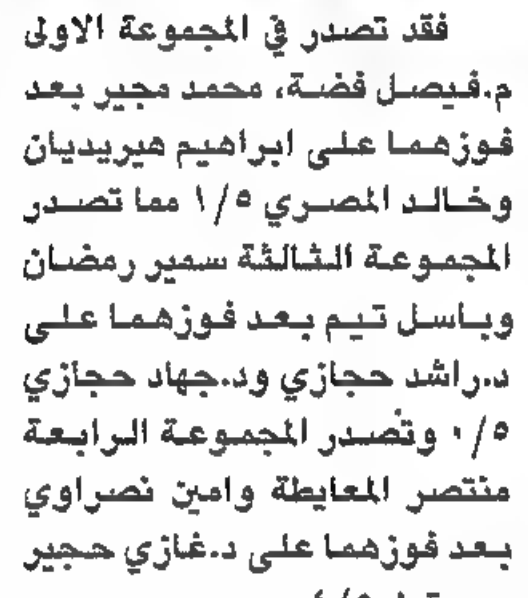 فقد تصدر في المجموعة الاولى
م.فيصل فضة، محمد مجير بعد
فوزهما على ابراهيم هيريديان
وخالد المصري ١/٥ مما تصدر
المجموعة الثالثة سمير رمضان
وباسل تيم بعد فوزهما على
د.راشد حجازي ود.جهاد حجازي
٠/٥ وتصدر المجموعة الرابعة
منتصر المعايطة وامين نصراوي
بعد فوزهما على د.غازي حجير